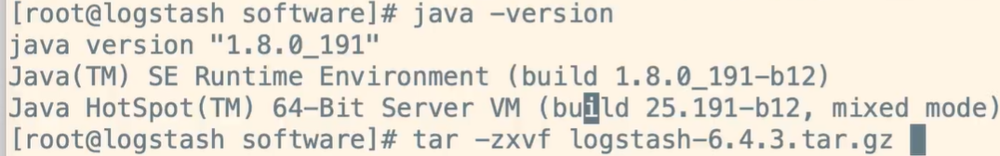 [root@logstash software]# java -version
java version "1.8.0_191"
Java(TM) SE Runtime Environment (build 1.8.0_191-b12)
Java HotSpot(TM) 64-Bit Server VM (build 25.191-b12, mixed mode)
[root@logstash software]# tar -zxvf logstash-6.4.3.tar.gz